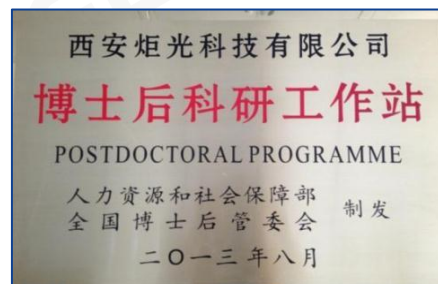 西安炬光科技有限公司
博士后科研工作站
POSTDOCTORAL PROGRAMME
人力资源和社会保障部
全国博士后管委会
制发
二〇一三年八月